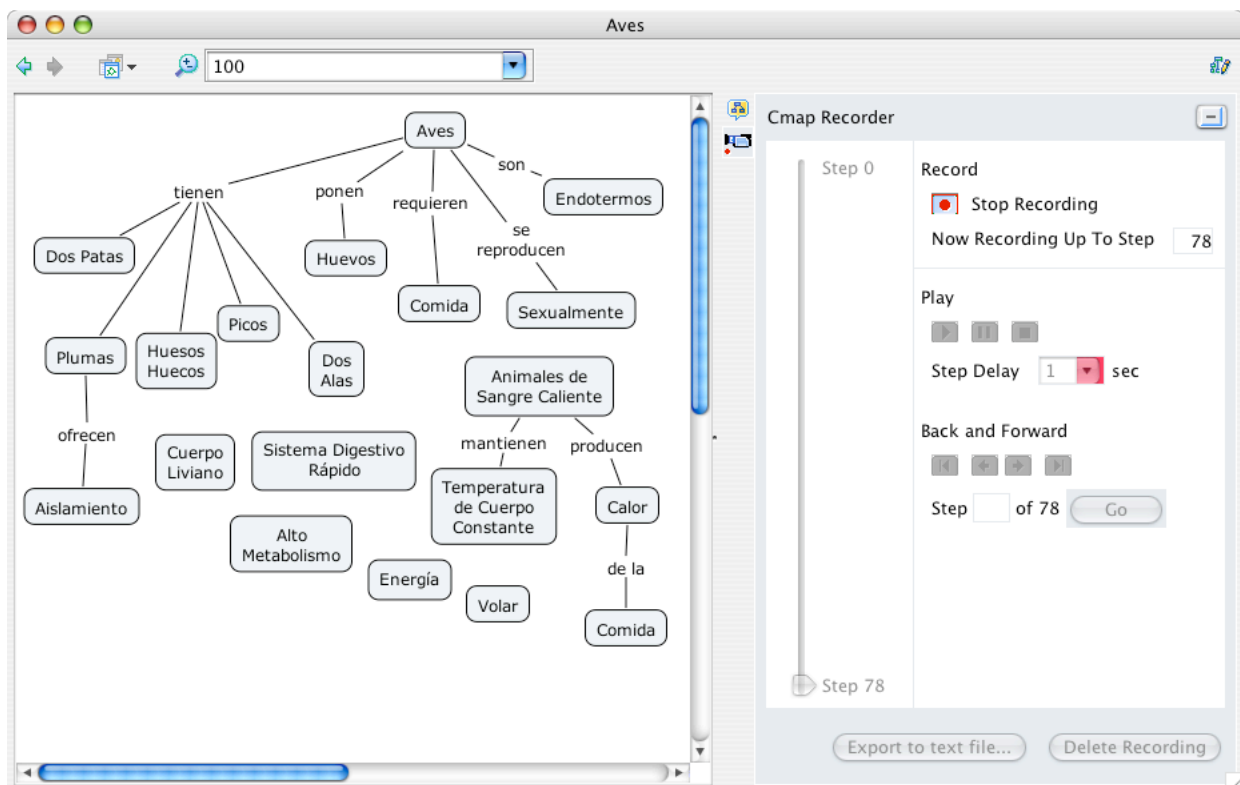 Aves
100
Aves
son
tienen
ponen
requieren
Endotermos
se
reproducen
Dos Patas
Huevos
Comida
Sexualmente
Picos
Plumas
Huesos
Huecos
Dos
Alas
Animales de
Sangre Caliente
ofrecen
mantienen
producen
Cuerpo
Liviano
Sistema Digestivo
Rápido
Temperatura
de Cuerpo
Constante
Calor
Aislamiento
Alto
Metabolismo
de la
Energía
Volar
Comida
Cmap Recorder
Step 0
Step 78
Record
Stop Recording
Now Recording Up To Step 78
Play
Step Delay 1 sec
Back and Forward
Step of 78 Go
Export to text file... Delete Recording